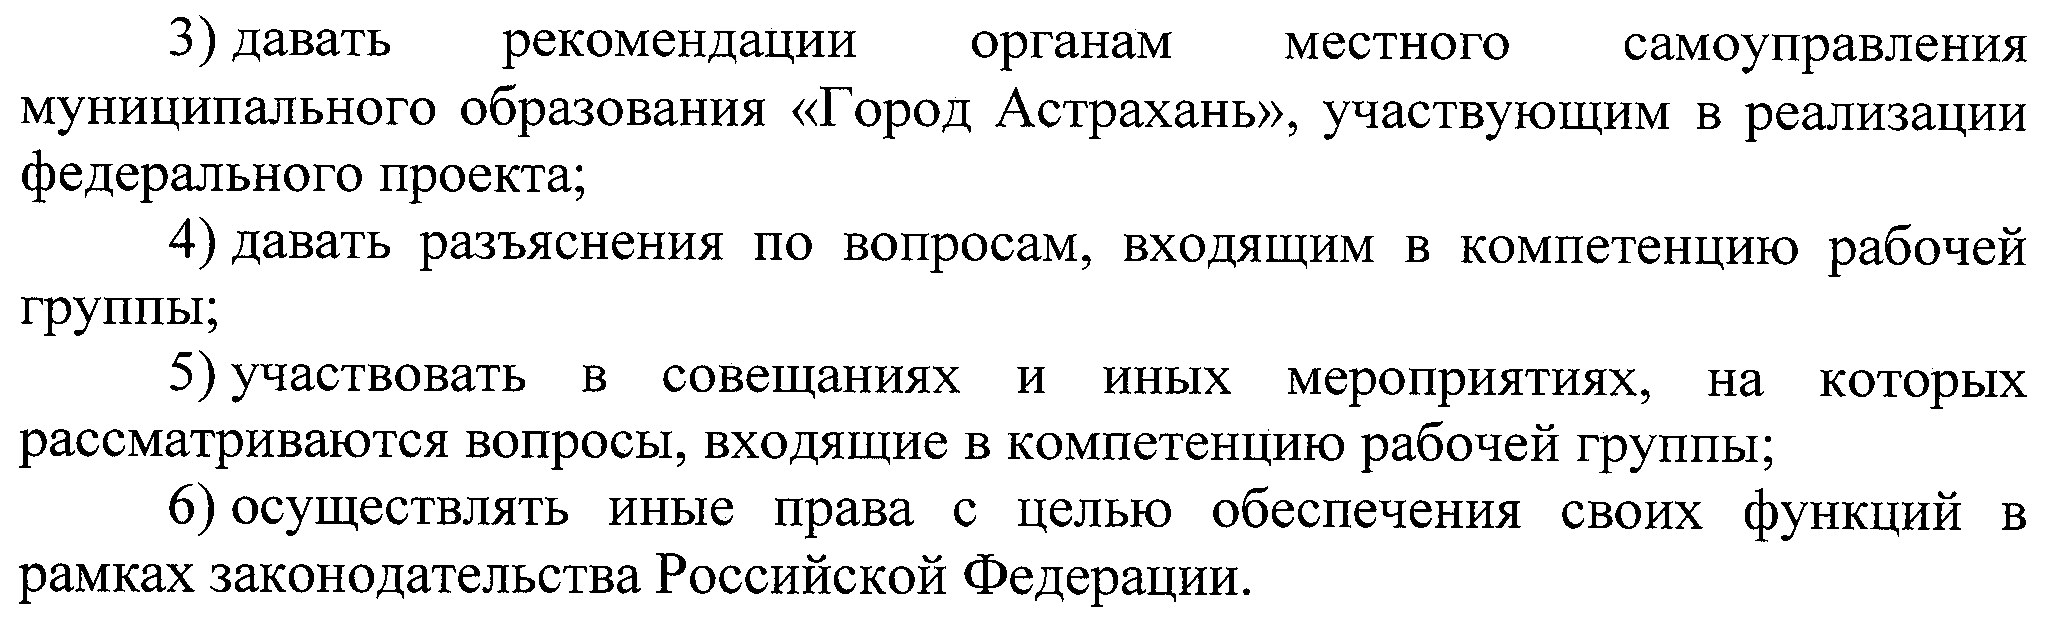 3) давать рекомендации органам местного самоуправления
муниципального образования «Город Астрахань», участвующим в реализации
федерального проекта;
4) давать разъяснения по вопросам, входящим в компетенцию рабочей
группы;
5) участвовать в совещаниях и иных мероприятиях, на которых
рассматриваются вопросы, входящие в компетенцию рабочей группы;
6) осуществлять иные права с целью обеспечения своих функций в
рамках законодательства Российской Федерации.